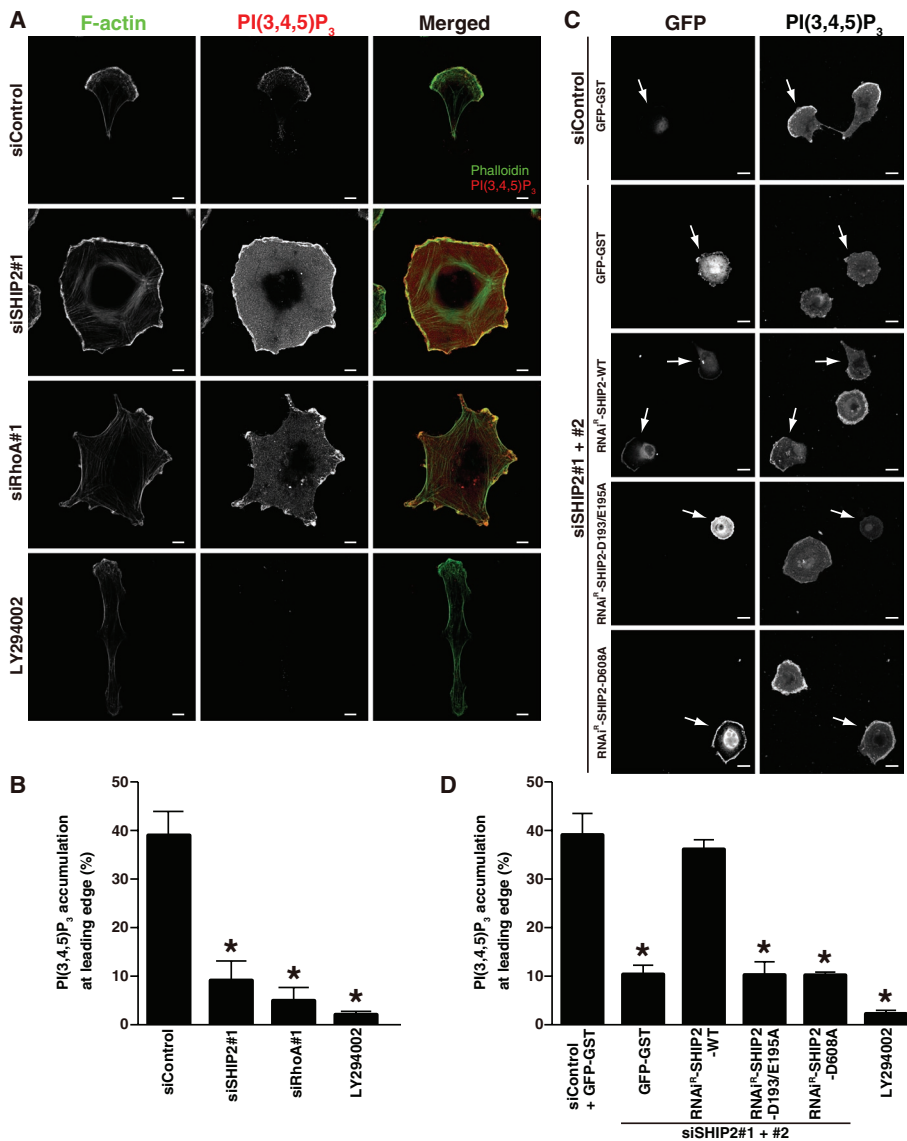 A
F-actin
PI(3,4,5)P₃
Merged
siControl
Phalloidin
PI(3,4,5)P₃
siSHIP2#1
siRhoA#1
LY294002
C
GFP
PI(3,4,5)P₃
siControl
GFP-GST
siSHIP2#1 + #2
GFP-GST
RNAiᴿ-SHIP2-WT
RNAiᴿ-SHIP2-D193/E195A
RNAiᴿ-SHIP2-D608A
B
PI(3,4,5)P₃ accumulation
at leading edge (%)
50
40
30
20
10
0
*
*
*
siControl
siSHIP2#1
siRhoA#1
LY294002
D
PI(3,4,5)P₃ accumulation
at leading edge (%)
50
40
30
20
10
0
*
*
*
*
siControl
+ GFP-GST
GFP-GST
RNAiᴿ-SHIP2
-WT
RNAiᴿ-SHIP2
-D193/E195A
RNAiᴿ-SHIP2
-D608A
LY294002
siSHIP2#1 + #2